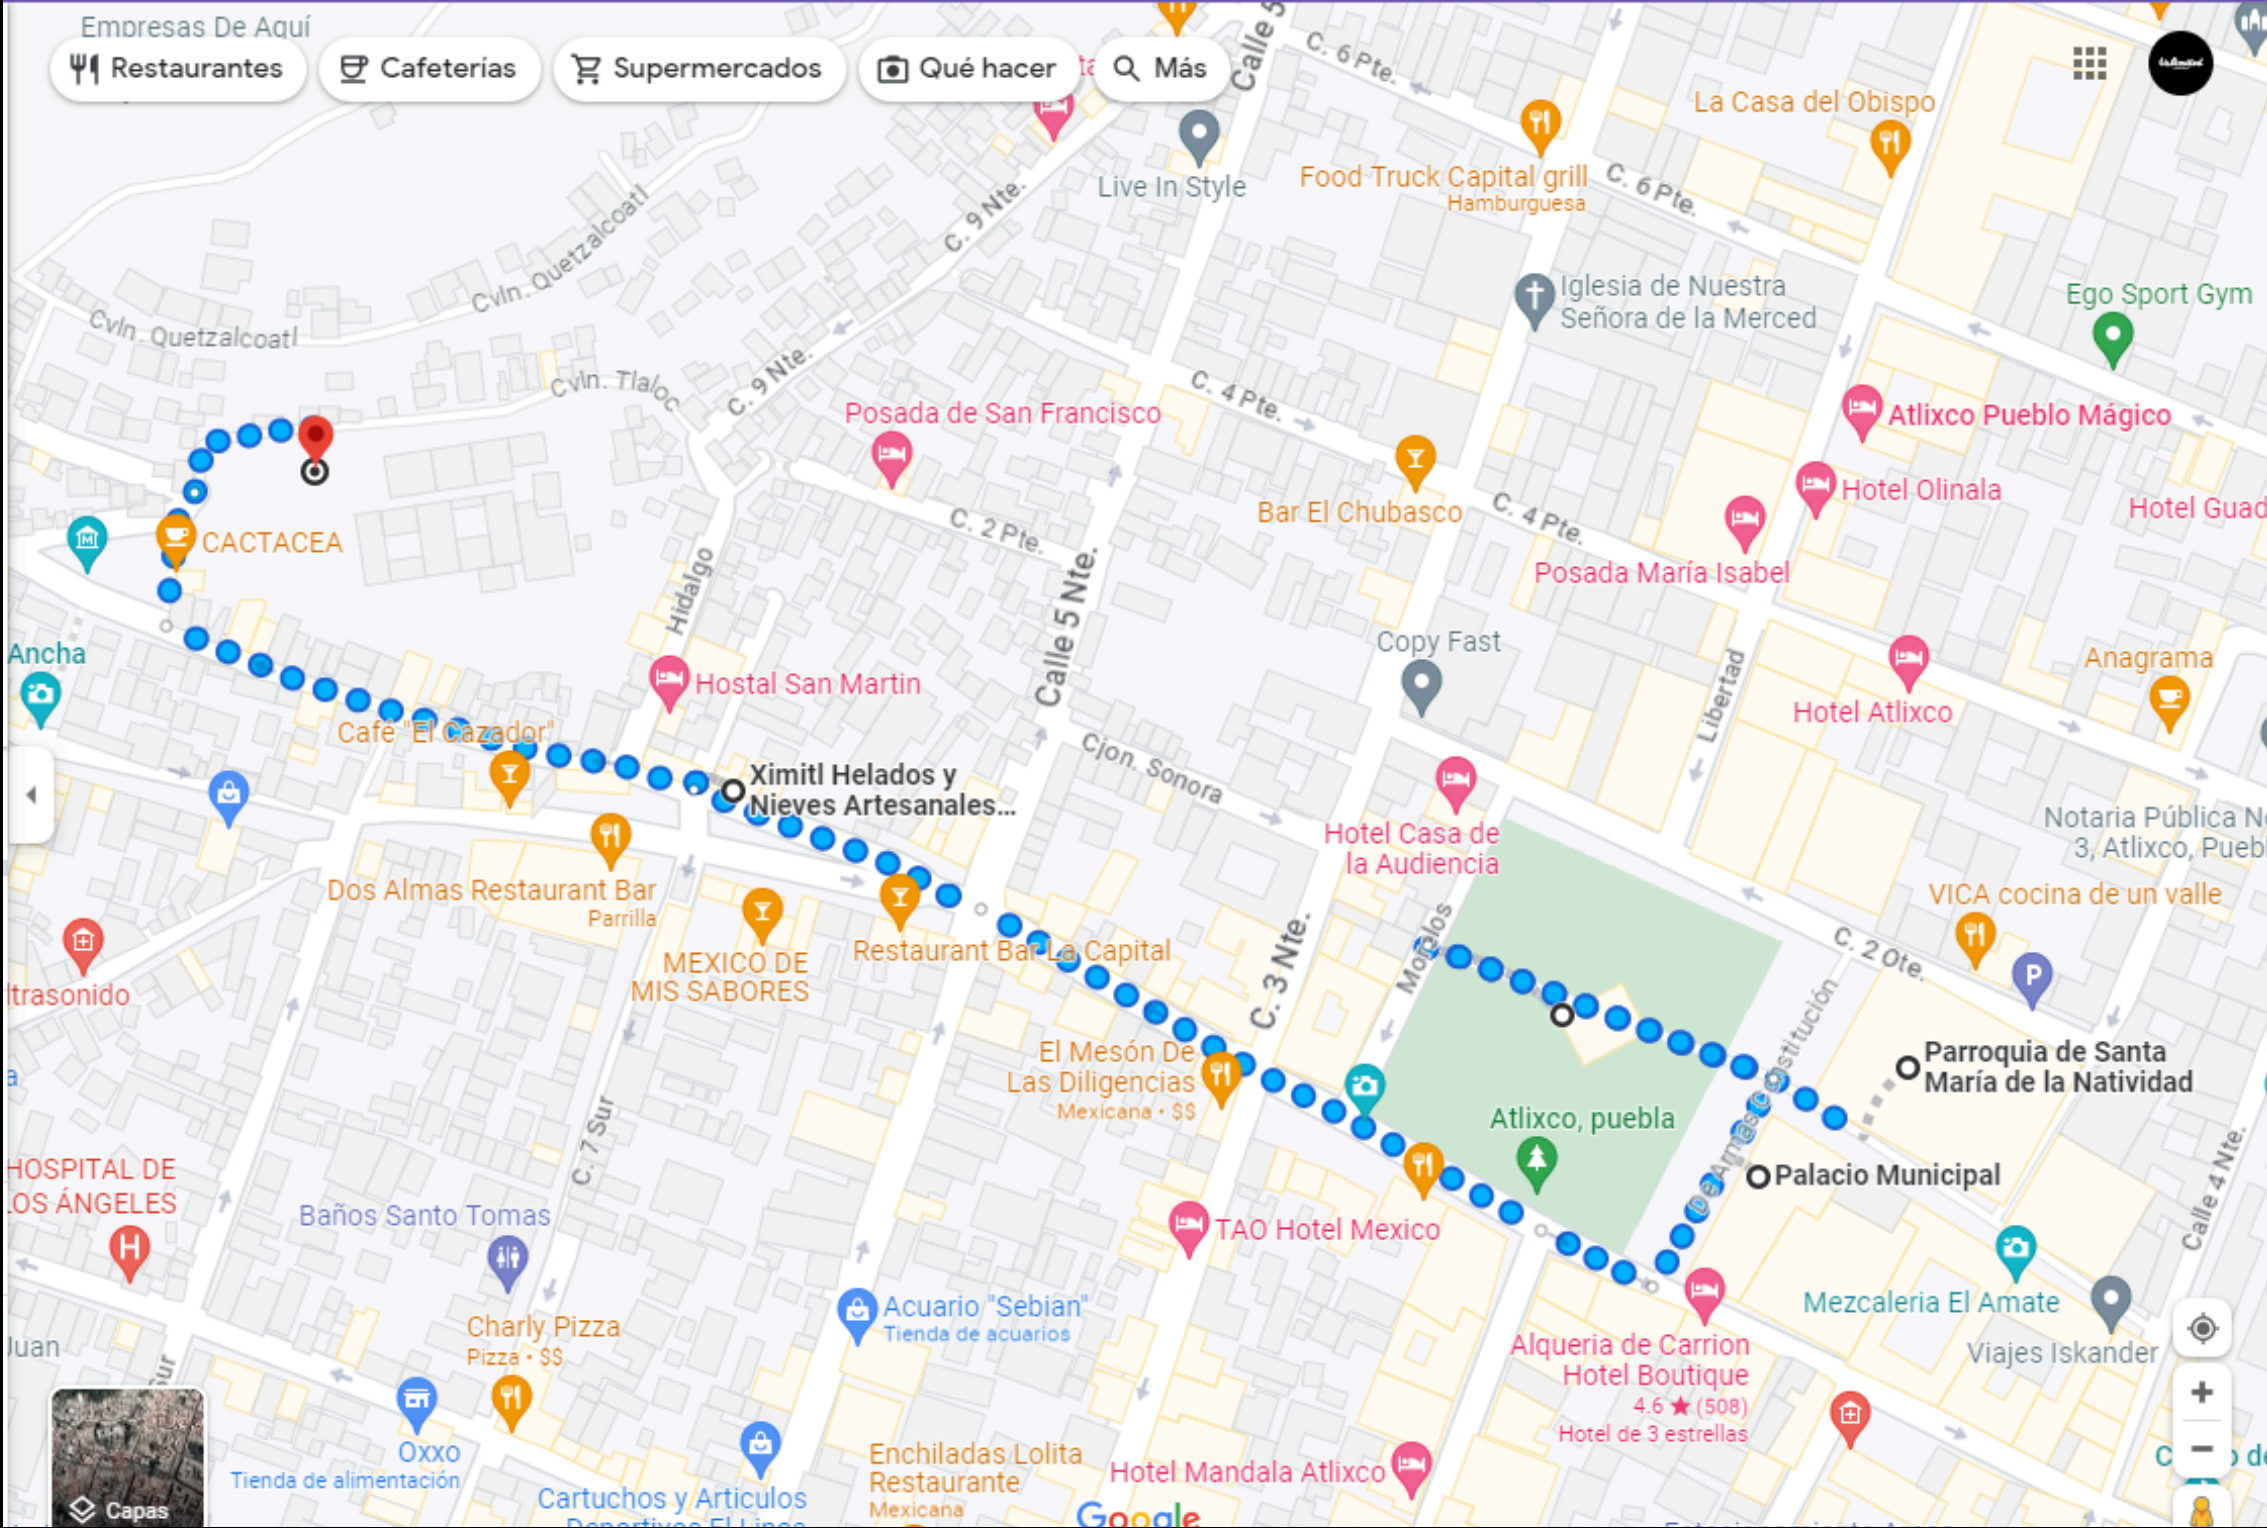 Empresas De Aquí
Restaurantes
Cafeterías
Supermercados
Qué hacer
Más
Calle 5
C. 6 Pte.
La Casa del Obispo
Live In Style
Food Truck Capital grill
Hamburguesa
C. 6 Pte.
C. 9 Nte.
Cvln. Quetzalcoatl
Iglesia de Nuestra
Señora de la Merced
Ego Sport Gym
Cvln. Quetzalcoatl
C. 9 Nte.
Cvln. Tlaloc
C. 4 Pte.
Posada de San Francisco
Atlixco Pueblo Mágico
Hotel Olinala
Hotel Guad
Bar El Chubasco
C. 4 Pte.
C. 2 Pte.
CACTACEA
Posada María Isabel
Hidalgo
Calle 5 Nte.
Copy Fast
Ancha
Hostal San Martin
Libertad
Anagrama
Hotel Atlixco
Café "El Cazador"
Cjon. Sonora
Ximitl Helados y
Nieves Artesanales...
Hotel Casa de
la Audiencia
Notaria Pública No
3, Atlixco, Puebl
Dos Almas Restaurant Bar
Parrilla
VICA cocina de un valle
Restaurant Bar La Capital
Morelos
C. 2 Ote.
MEXICO DE
MIS SABORES
C. 3 Nte.
ltrasonido
El Mesón De
Las Diligencias
Mexicana • $$
Parroquia de Santa
María de la Natividad
a
Atlixco, puebla
C. 7 Sur
Palacio Municipal
HOSPITAL DE
LOS ÁNGELES
Baños Santo Tomas
TAO Hotel Mexico
Calle 4 Nte.
Acuario "Sebian"
Tienda de acuarios
Mezcaleria El Amate
Charly Pizza
Pizza • $$
Alqueria de Carrion
Hotel Boutique
4.6 ★ (508)
Hotel de 3 estrellas
Viajes Iskander
Juan
Sur
Oxxo
Tienda de alimentación
Enchiladas Lolita
Restaurante
Mexicana
Hotel Mandala Atlixco
Cartuchos y Articulos
Capas
Google